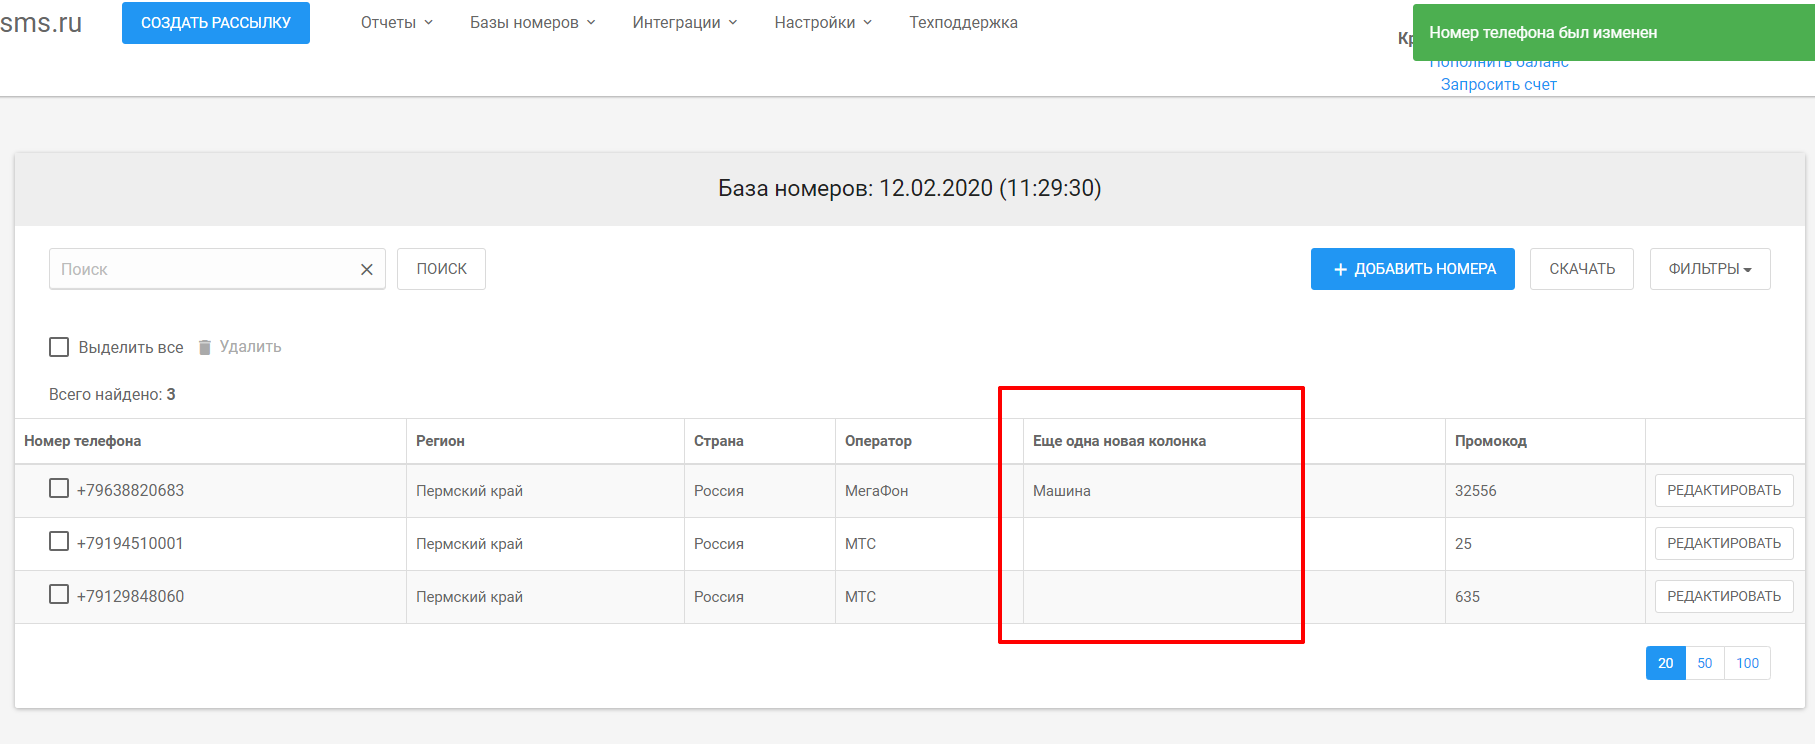 sms.ru СОЗДАТЬ РАССЫЛКУ Отчеты Базы номеров Интеграции Настройки Техподдержка
Номер телефона был изменен
Пополнить баланс
Запросить счет
База номеров: 12.02.2020 (11:29:30)
Поиск ПОИСК ДОБАВИТЬ НОМЕРА СКАЧАТЬ ФИЛЬТРЫ
Выделить все Удалить
Всего найдено: 3
Номер телефона Регион Страна Оператор Еще одна новая колонка Промокод
+79638820683 Пермский край Россия МегаФон Машина 32556 РЕДАКТИРОВАТЬ
+79194510001 Пермский край Россия МТС 25 РЕДАКТИРОВАТЬ
+79129848060 Пермский край Россия МТС 635 РЕДАКТИРОВАТЬ
20 50 100